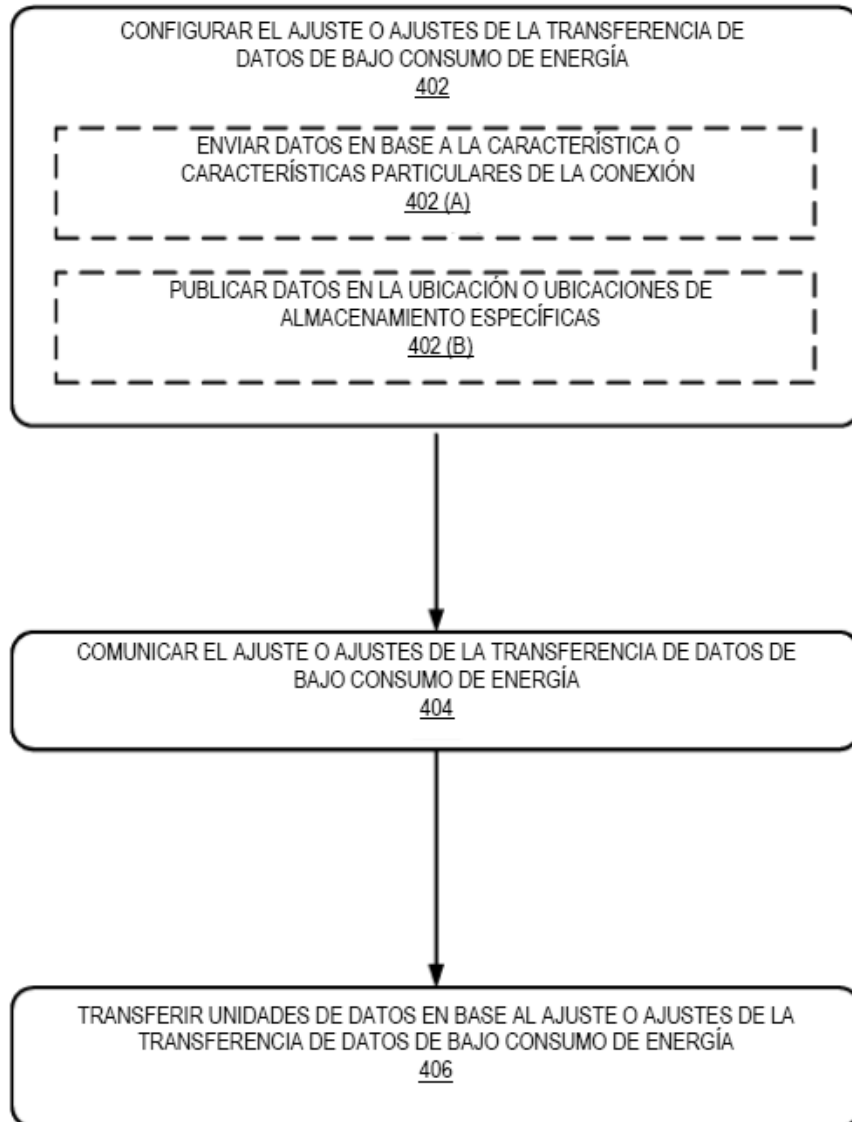 CONFIGURAR EL AJUSTE O AJUSTES DE LA TRANSFERENCIA DE
DATOS DE BAJO CONSUMO DE ENERGÍA
402
ENVIAR DATOS EN BASE A LA CARACTERÍSTICA O
CARACTERÍSTICAS PARTICULARES DE LA CONEXIÓN
402 (A)
PUBLICAR DATOS EN LA UBICACIÓN O UBICACIONES DE
ALMACENAMIENTO ESPECÍFICAS
402 (B)
COMUNICAR EL AJUSTE O AJUSTES DE LA TRANSFERENCIA DE DATOS DE
BAJO CONSUMO DE ENERGÍA
404
TRANSFERIR UNIDADES DE DATOS EN BASE AL AJUSTE O AJUSTES DE LA
TRANSFERENCIA DE DATOS DE BAJO CONSUMO DE ENERGÍA
406